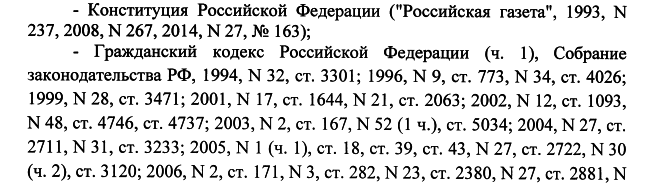 - Конституция Российской Федерации ("Российская газета", 1993, N
237, 2008, N 267, 2014, N 27, № 163);
- Гражданский кодекс Российской Федерации (ч. 1), Собрание
законодательства РФ, 1994, N 32, ст. 3301; 1996, N 9, ст. 773, N 34, ст. 4026;
1999, N 28, ст. 3471; 2001, N 17, ст. 1644, N 21, ст. 2063; 2002, N 12, ст. 1093,
N 48, ст. 4746, ст. 4737; 2003, N 2, ст. 167, N 52 (1 ч.), ст. 5034; 2004, N 27, ст.
2711, N 31, ст. 3233; 2005, N 1 (ч. 1), ст. 18, ст. 39, ст. 43, N 27, ст. 2722, N 30
(ч. 2), ст. 3120; 2006, N 2, ст. 171, N 3, ст. 282, N 23, ст. 2380, N 27, ст. 2881, N